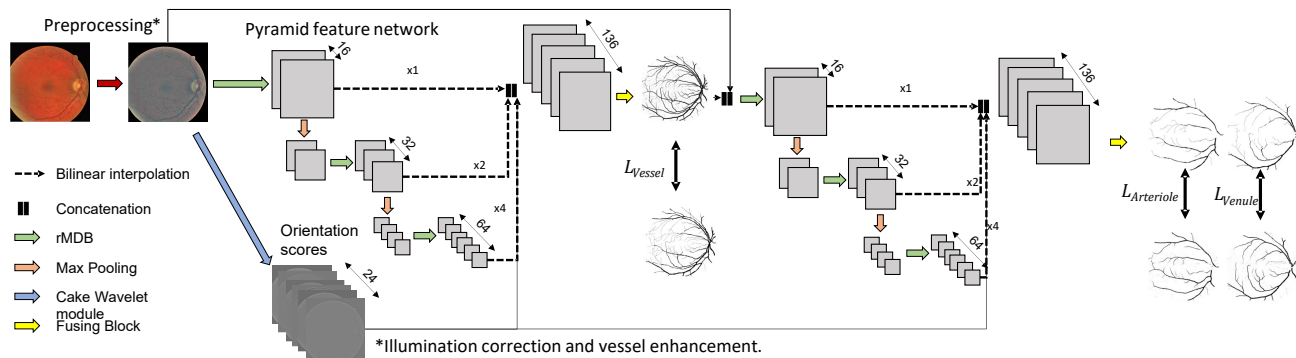 Preprocessing*
Pyramid feature network
16
x1
136
32
x2
x4
64
Orientation
scores
24
L_Vessel
16
x1
136
32
x2
x4
64
L_Arteriole
L_Venule
Bilinear interpolation
Concatenation
rMDB
Max Pooling
Cake Wavelet
module
Fusing Block
*Illumination correction and vessel enhancement.